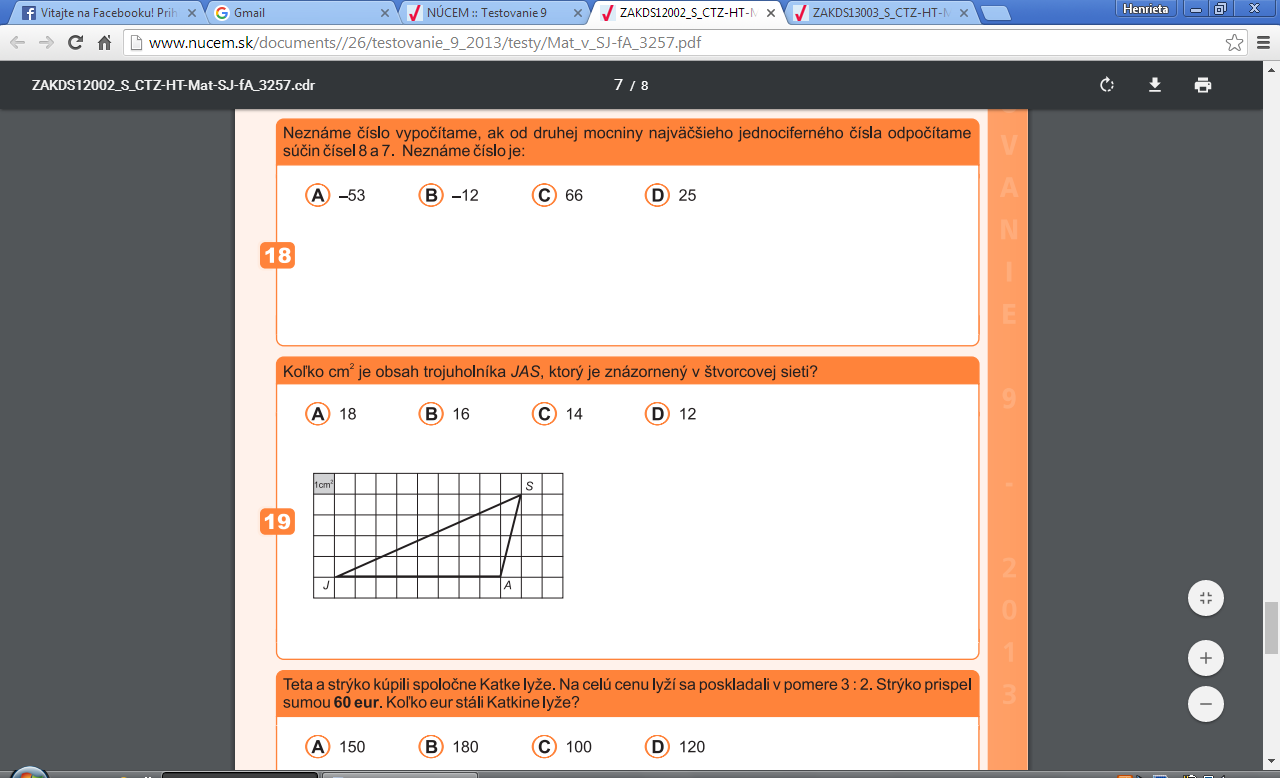 Vitajte na Facebooku! Prih
Gmail
NÚCEM :: Testovanie 9
ZAKDS12002_S_CTZ-HT-M
ZAKDS13003_S_CTZ-HT-M
Henrieta
www.nucem.sk/documents//26/testovanie_9_2013/testy/Mat_v_SJ-fA_3257.pdf
ZAKDS12002_S_CTZ-HT-Mat-SJ-fA_3257.cdr
7 / 8
Neznáme číslo vypočítame, ak od druhej mocniny najväčšieho jednociferného čísla odpočítame
súčin čísel 8 a 7. Neznáme číslo je:
A –53 B –12 C 66 D 25
18
Koľko cm² je obsah trojuholníka JAS, ktorý je znázornený v štvorcovej sieti?
A 18 B 16 C 14 D 12
1cm²
S
19
J A
Teta a strýko kúpili spoločne Katke lyže. Na celú cenu lyží sa poskladali v pomere 3 : 2. Strýko prispel
sumou 60 eur. Koľko eur stáli Katkine lyže?
A 150 B 180 C 100 D 120
V
A
N
I
E
9
-
2
0
1
3